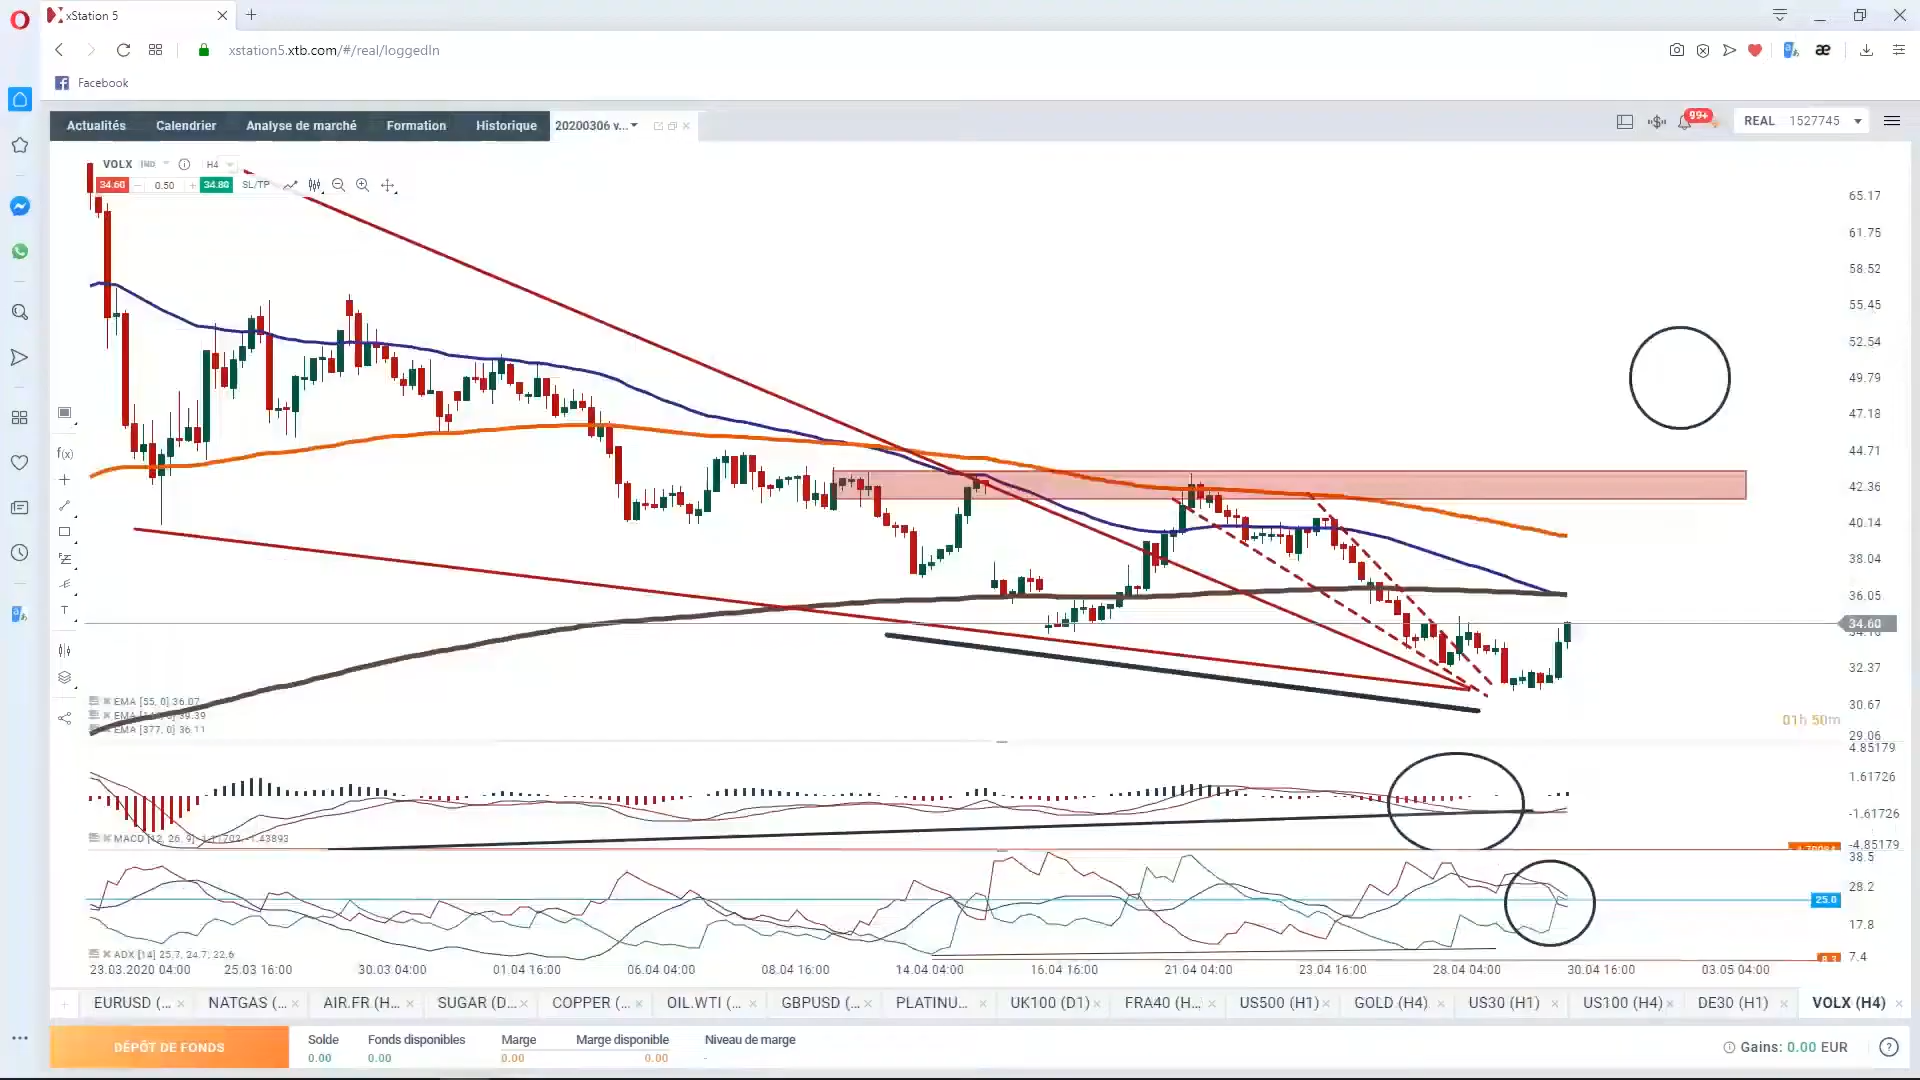 xStation 5
xstation5.xtb.com/#/real/loggedIn
Facebook
Actualités Calendrier Analyse de marché Formation Historique 20200306 v...
99+
REAL 1527745
VOLX IND H4
34.60 0.50 34.80 SL/TP
65.17
61.75
58.52
55.45
52.54
49.79
47.18
44.71
42.36
40.14
38.04
36.05
34.60
32.37
30.67
29.06
f(x)
T
EMA [55, 0] 36.07
EMA [377, 0] 36.11
01h 50m
4.85179
1.61726
-1.61726
-4.85179
38.5
28.2
25.0
17.8
8.3
7.4
ADX [14] 25.7, 24.7, 22.6
23.03.2020 04:00 25.03 16:00 30.03 04:00 01.04 16:00 06.04 04:00 08.04 16:00 14.04 04:00 16.04 16:00 21.04 04:00 23.04 16:00 28.04 04:00 30.04 16:00 03.05 04:00
EURUSD (... NATGAS (... AIR.FR (H... SUGAR (D... COPPER (... OIL.WTI (... GBPUSD (... PLATINU... UK100 (D1) FRA40 (H... US500 (H1) GOLD (H4) US30 (H1) US100 (H4) DE30 (H1) VOLX (H4)
DÉPÔT DE FONDS
Solde Fonds disponibles Marge Marge disponible Niveau de marge
0.00 0.00 0.00 0.00 -
Gains: 0.00 EUR